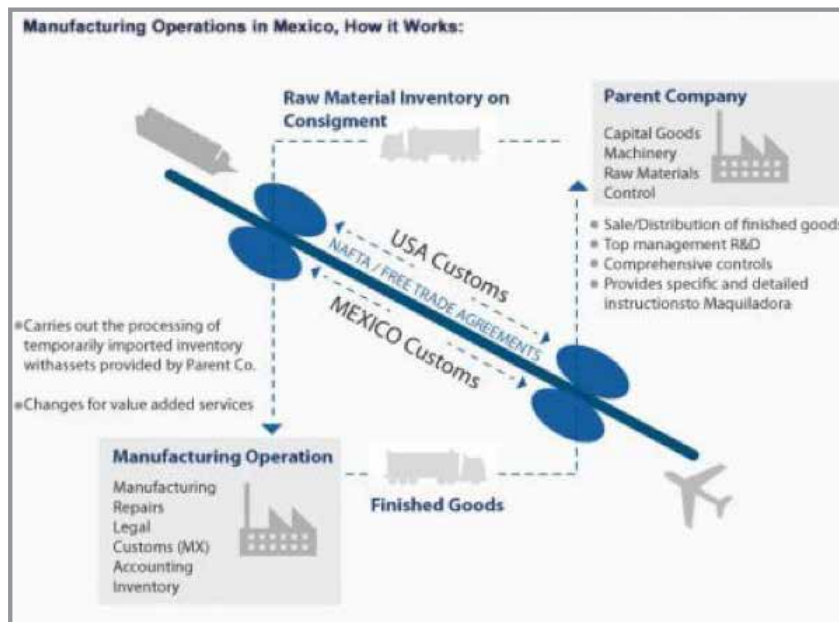 Manufacturing Operations in Mexico, How it Works:
Raw Material Inventory on
Consigment
Parent Company
Capital Goods
Machinery
Raw Materials
Control
Sale/Distribution of finished goods
Top management R&D
Comprehensive controls
Provides specific and detailed
instructionsto Maquiladora
USA Customs
NAFTA / FREE TRADE AGREEMENTS
MEXICO Customs
Carries out the processing of
temporarily imported inventory
withassets provided by Parent Co.
Changes for value added services
Manufacturing Operation
Manufacturing
Repairs
Legal
Customs (MX)
Accounting
Inventory
Finished Goods